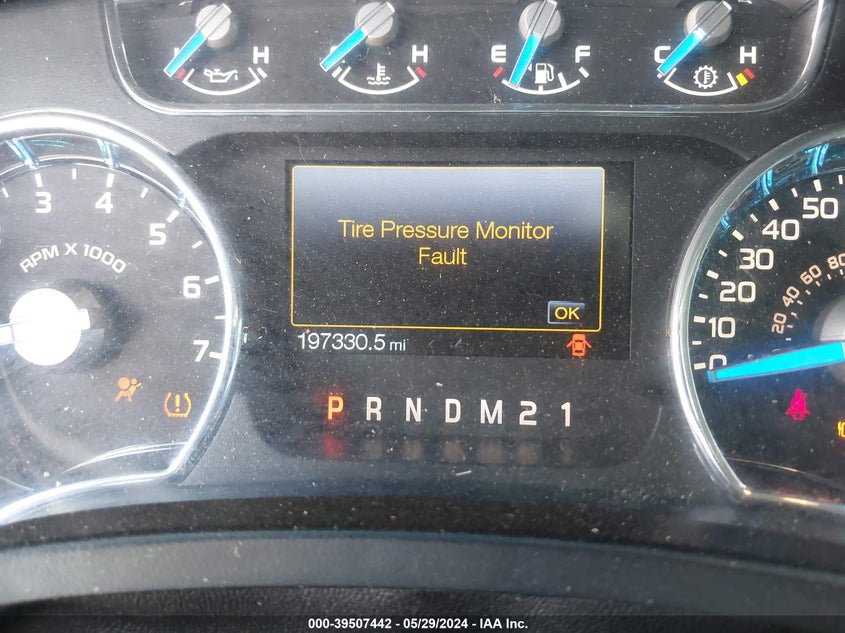 H
C H
E F
C H
Tire Pressure Monitor
Fault
OK
197330.5 mi
P R N D M 2 1
3 4 5 6 7
RPM X 1000
0 10 20 30 40 50
20 40 60 80
000-39507442 - 05/29/2024 - IAA Inc.